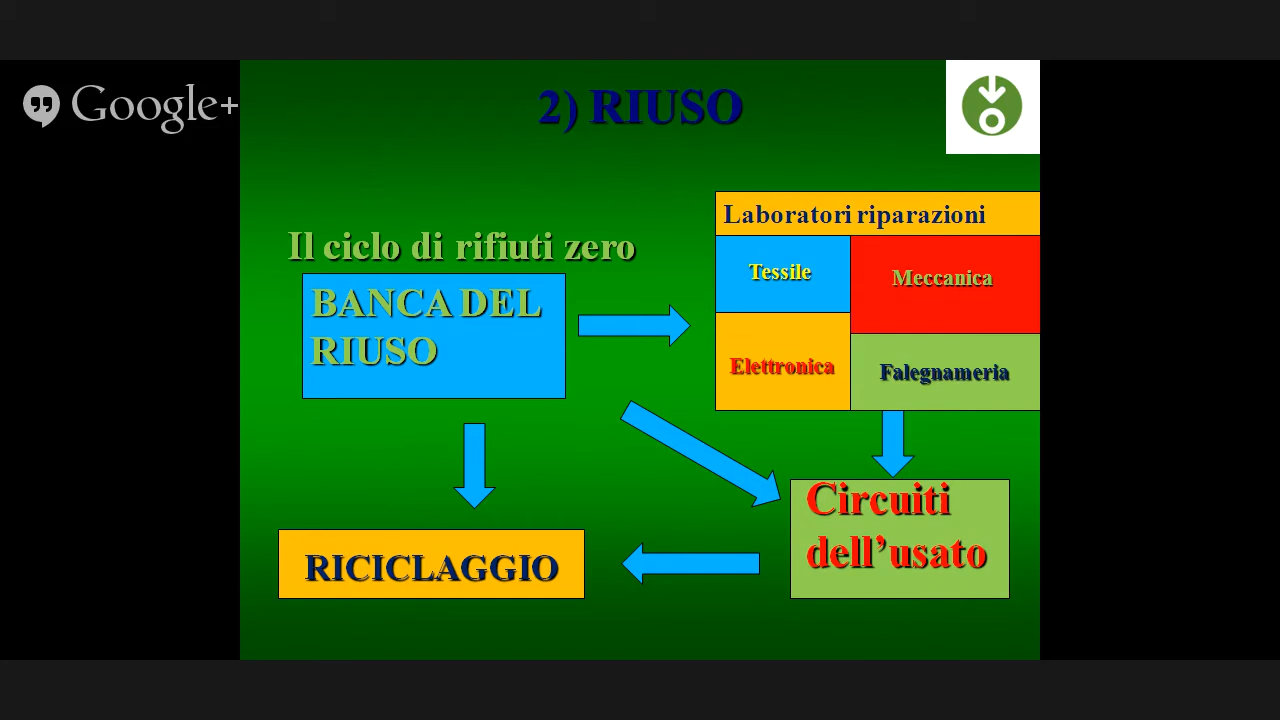 Google+
2) RIUSO
Laboratori riparazioni
Il ciclo di rifiuti zero
Tessile
Meccanica
BANCA DEL
RIUSO
Elettronica
Falegnameria
Circuiti
dell’usato
RICICLAGGIO